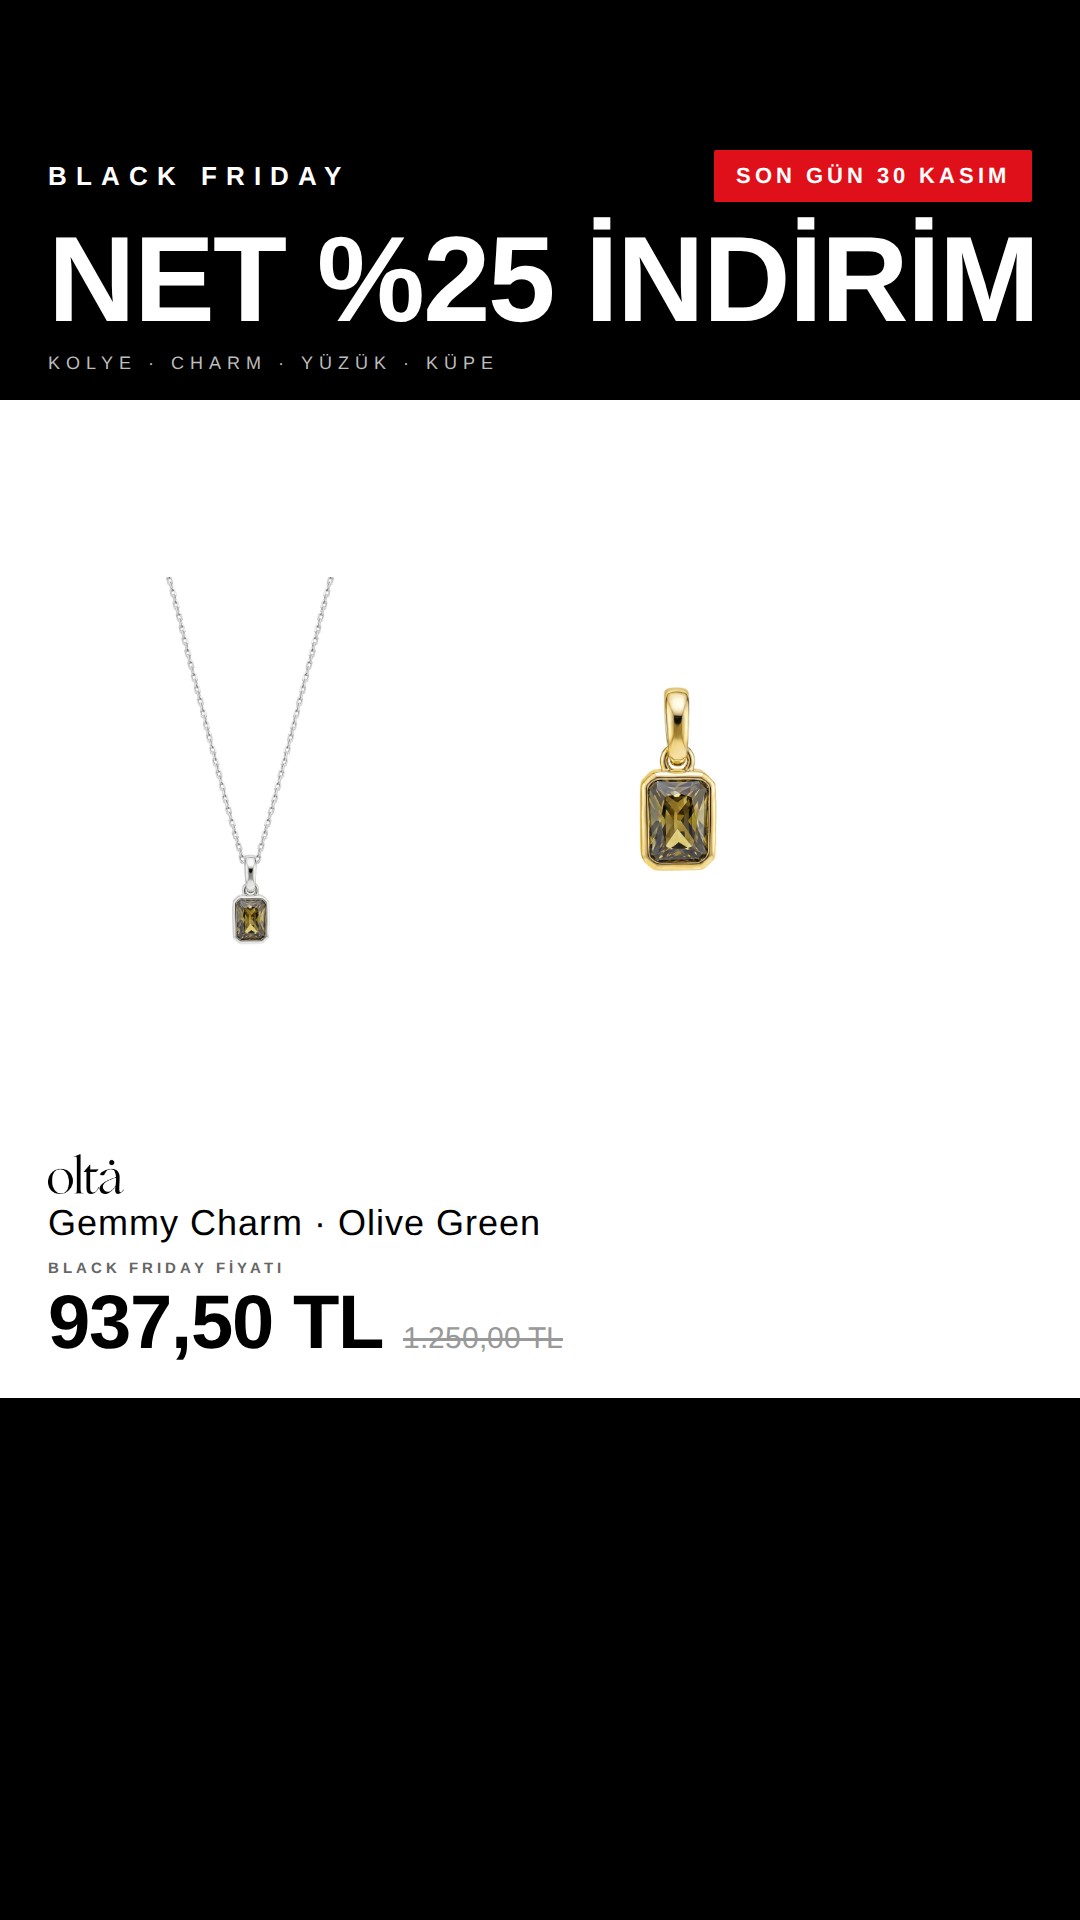 BLACK FRIDAY
SON GÜN 30 KASIM
NET %25 İNDİRİM
KOLYE · CHARM · YÜZÜK · KÜPE
oltȧ
Gemmy Charm · Olive Green
BLACK FRIDAY FİYATI
937,50 TL 1.250,00 TL